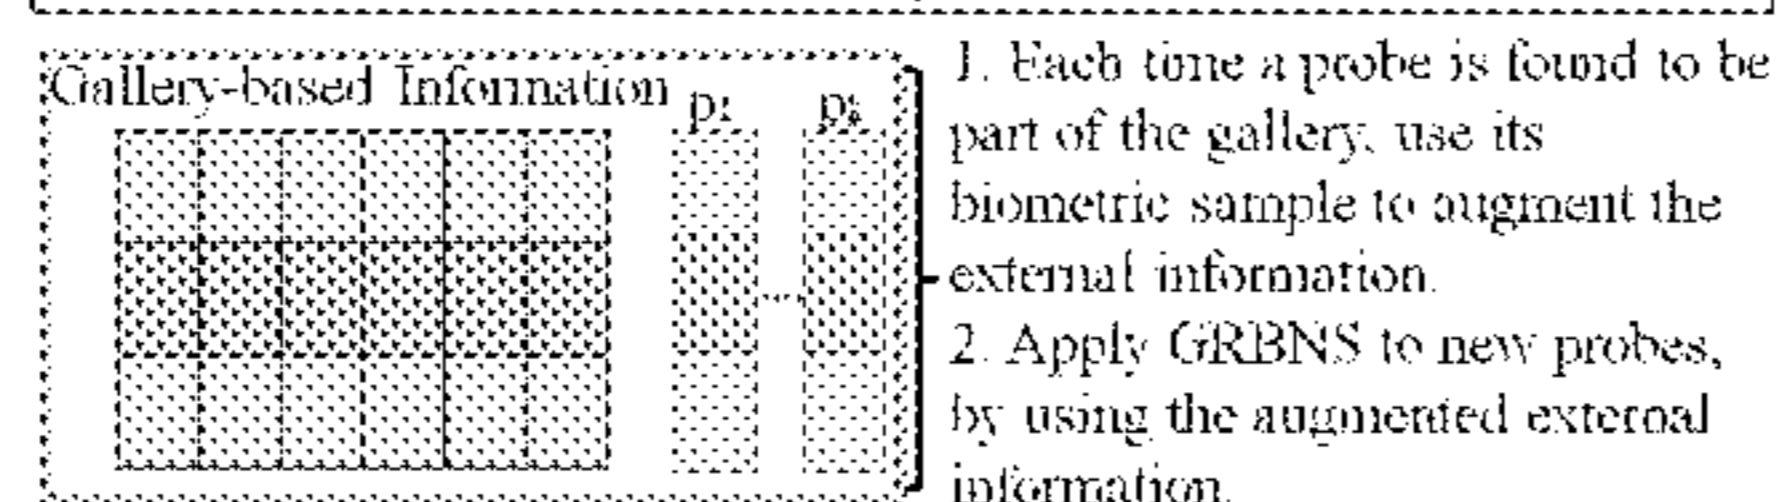 Gallery-based Information
p₁
1. Each time a probe is found to be
part of the gallery, use its
biometric sample to augment the
external information.
2. Apply GRBNS to new probes,
by using the augmented external
information.